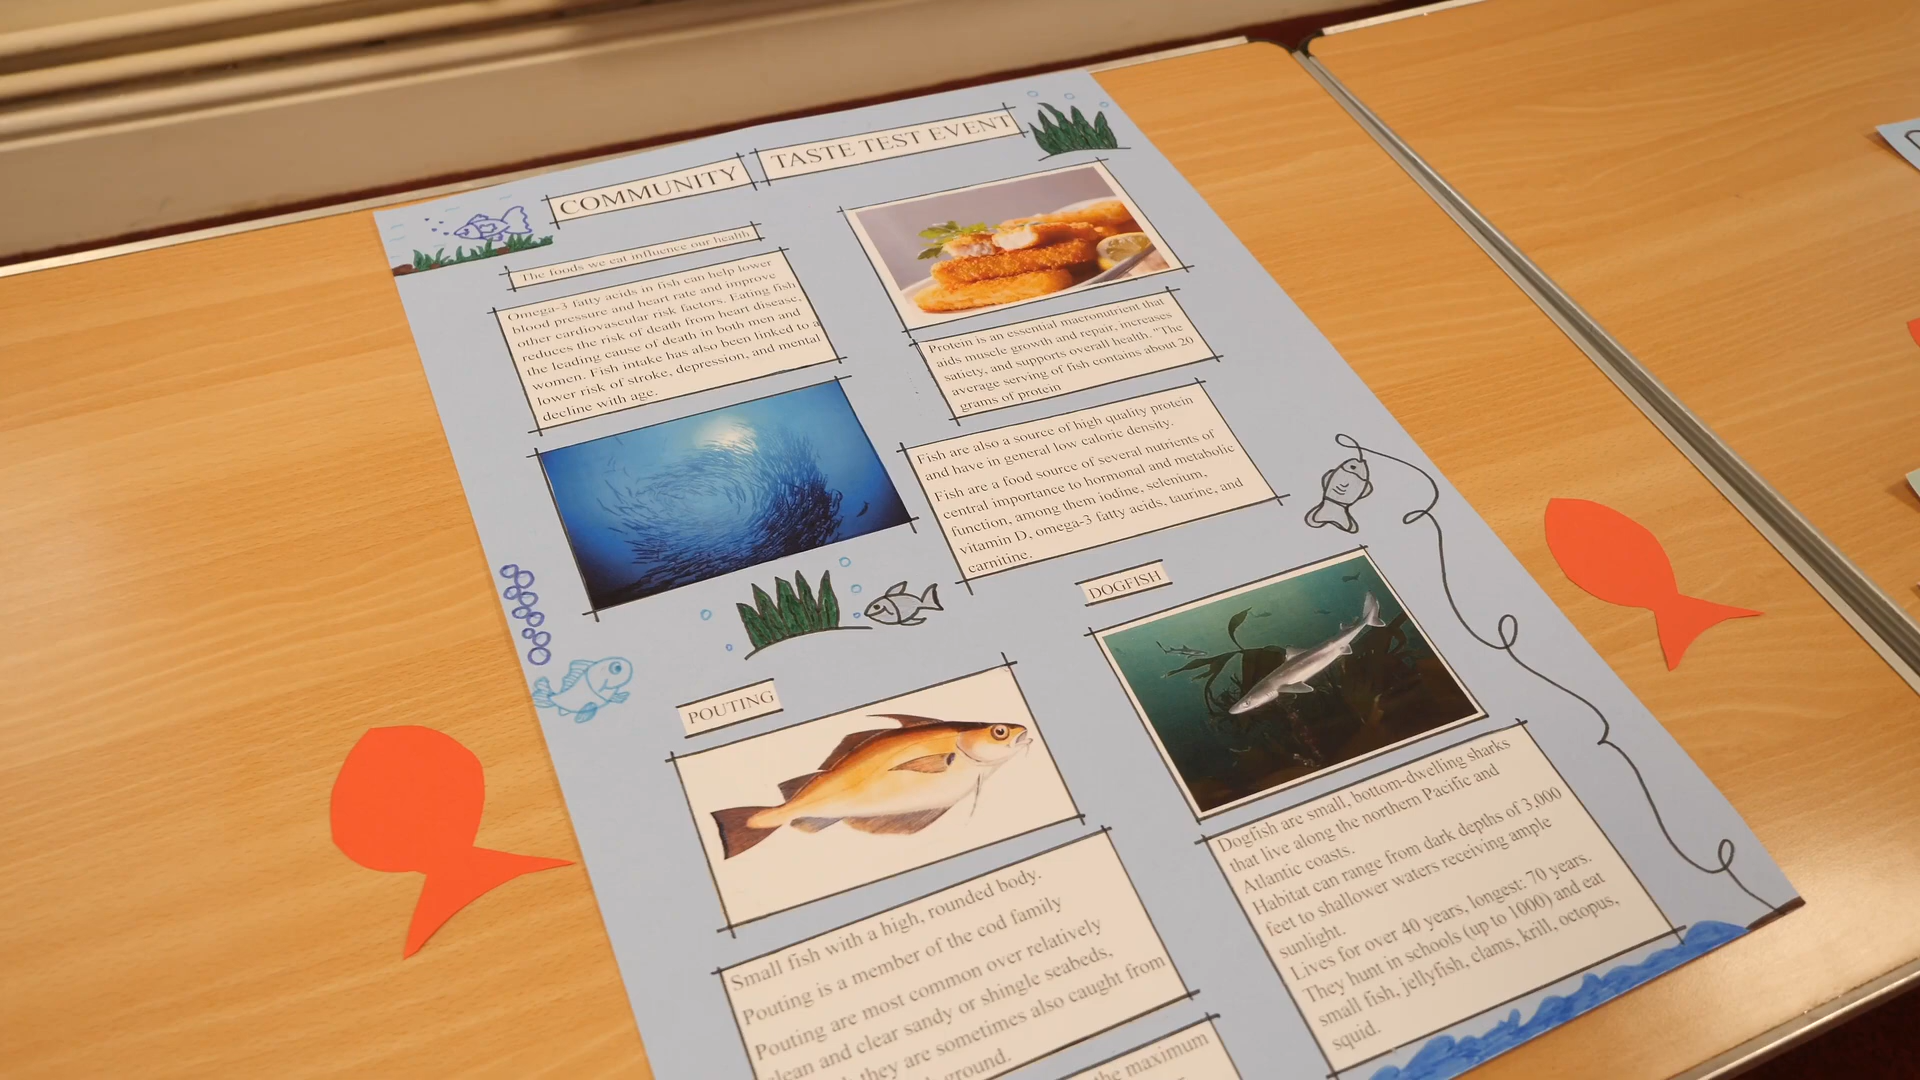 COMMUNITY TASTE TEST EVENT
The foods we eat influence our health.
Omega-3 fatty acids in fish can help lower
blood pressure and heart rate and improve
other cardiovascular risk factors. Eating fish
reduces the risk of death from heart disease,
the leading cause of death in both men and
women. Fish intake has also been linked to a
lower risk of stroke, depression, and mental
decline with age.
Protein is an essential macronutrient that
aids muscle growth and repair, increases
satiety, and supports overall health. "The
average serving of fish contains about 20
grams of protein
Fish are also a source of high quality protein
and have in general low caloric density.
Fish are a food source of several nutrients of
central importance to hormonal and metabolic
function, among them iodine, selenium,
vitamin D, omega-3 fatty acids, taurine, and
carnitine.
POUTING
Small fish with a high, rounded body.
Pouting is a member of the cod family
Pouting are most common over relatively
clean and clear sandy or shingle seabeds,
they are sometimes also caught from
ground.
the maximum
DOGFISH
Dogfish are small, bottom-dwelling sharks
that live along the northern Pacific and
Atlantic coasts.
Habitat can range from dark depths of 3,000
feet to shallower waters receiving ample
sunlight.
Lives for over 40 years, longest: 70 years.
They hunt in schools (up to 1000) and eat
small fish, jellyfish, clams, krill, octopus,
squid.